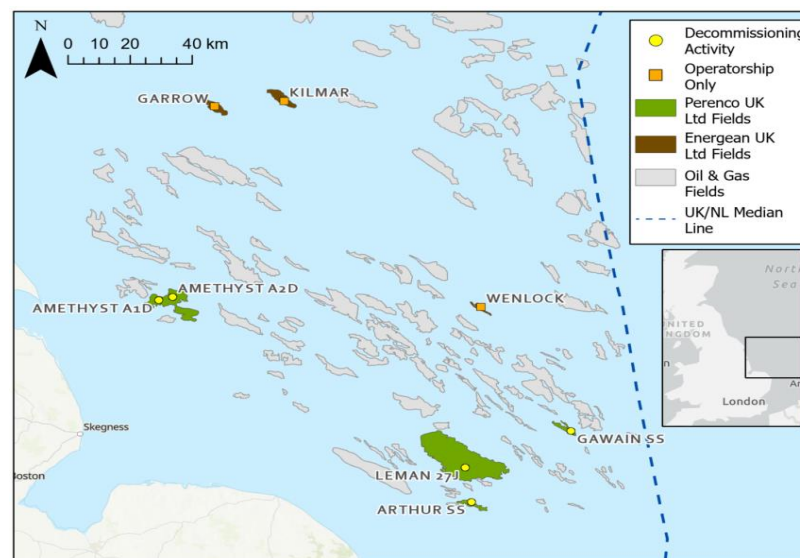 N
0 20 40 km
GARROW
KILMAR
AMETHYST A2D
AMETHYST A1D
WENLOCK
GAWAIN SS
LEMAN 27J
ARTHUR SS
Skegness
Boston
Decommissioning
Activity
Operatorship
Only
Perenco UK
Ltd Fields
Energean UK
Ltd Fields
Oil & Gas
Fields
UK/NL Median
Line
North
Sea
UNITED
KINGDOM
London